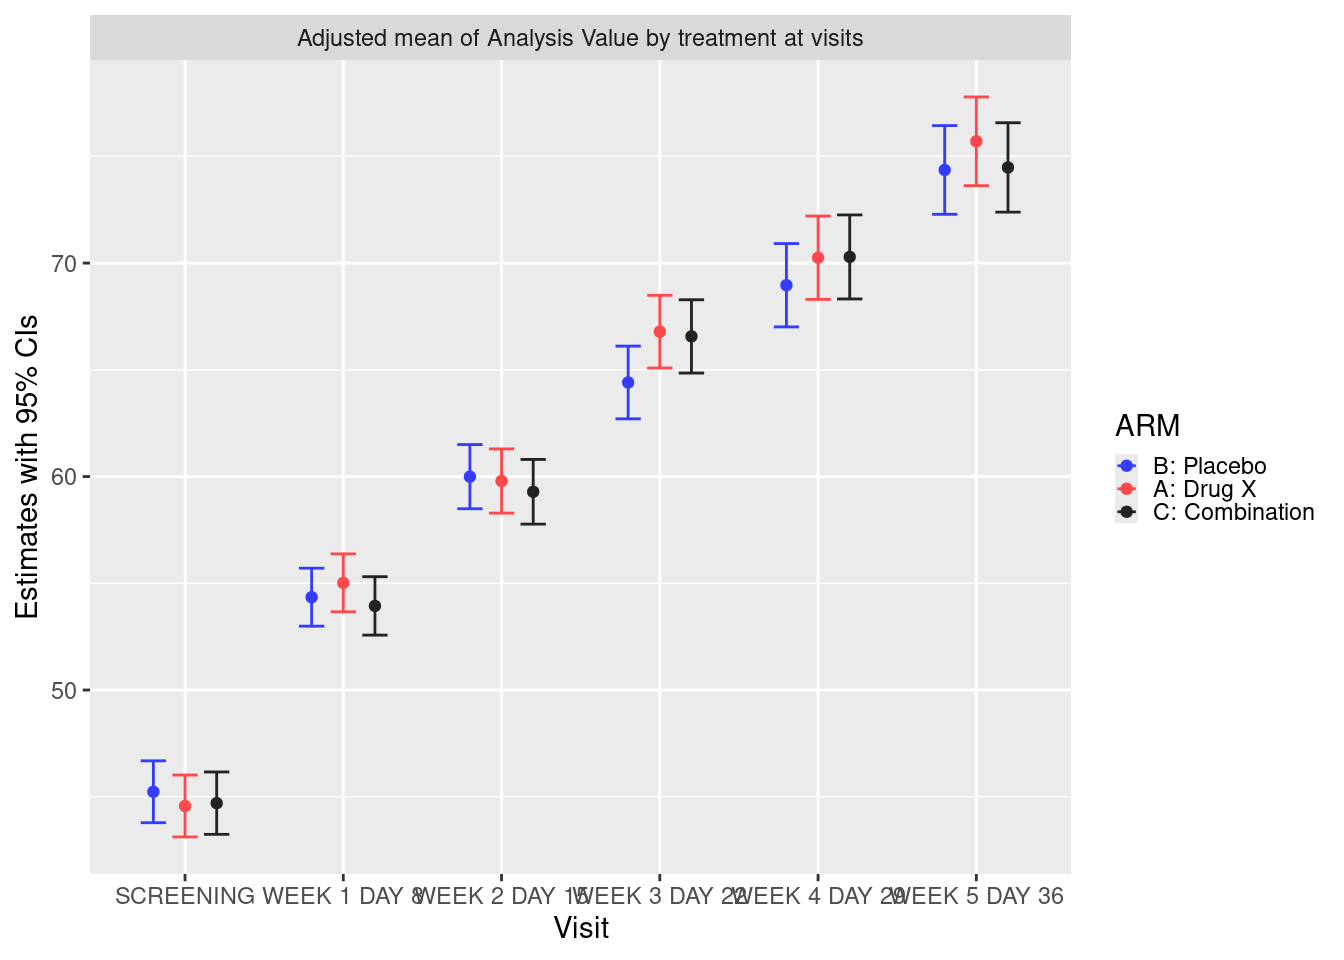 Adjusted mean of Analysis Value by treatment at visits
Estimates with 95% CIs
70
60
50
SCREENING WEEK 1 DAY 8 WEEK 2 DAY 15 WEEK 3 DAY 22 WEEK 4 DAY 29 WEEK 5 DAY 36
Visit
ARM
B: Placebo
A: Drug X
C: Combination